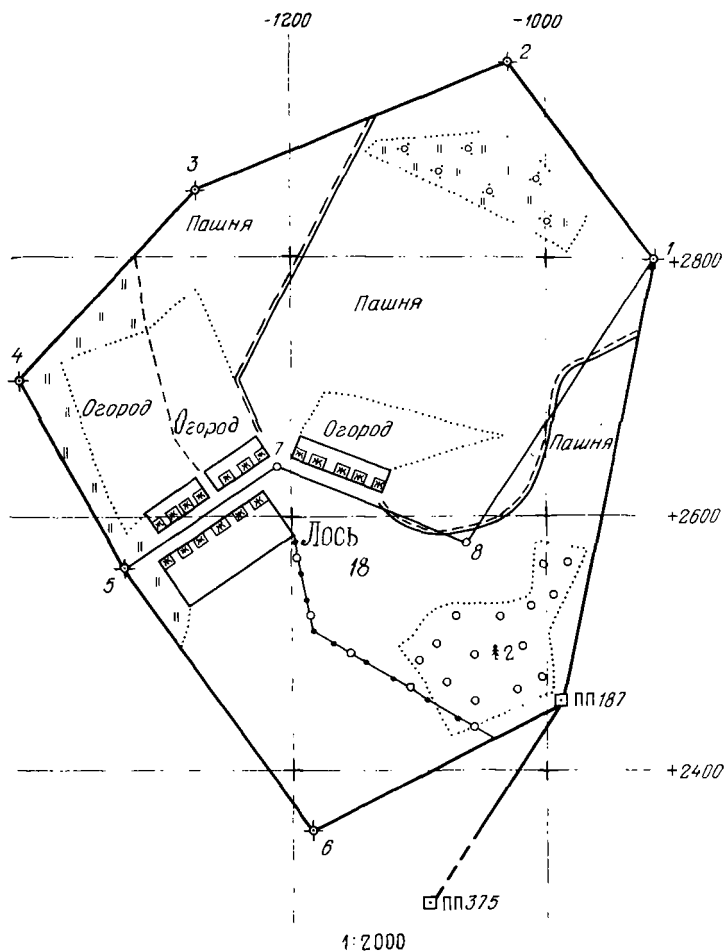 -1200
-1000
2
3
Пашня
1
+2800
Пашня
4
Огород
Огород
7
Огород
Пашня
Ж Ж Ж Ж Ж
Ж Ж Ж
Ж Ж Ж Ж
Ж Ж Ж Ж Ж Ж
Лось
18
8
+2600
5
2
ПП187
+2400
6
ПП375
1:2000